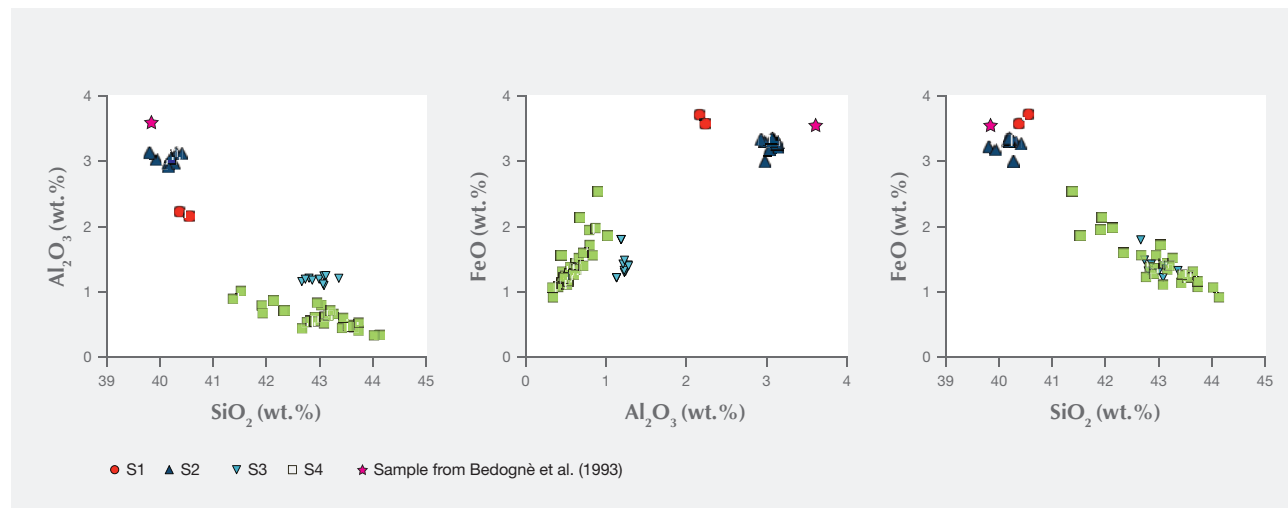 4
3
2
1
0
Al₂O₃ (wt. %)
39 40 41 42 43 44 45
SiO₂ (wt. %)
4
3
2
1
0
FeO (wt. %)
0 1 2 3 4
Al₂O₃ (wt. %)
4
3
2
1
0
FeO (wt. %)
39 40 41 42 43 44 45
SiO₂ (wt. %)
S1 S2 S3 S4 Sample from Bedognè et al. (1993)